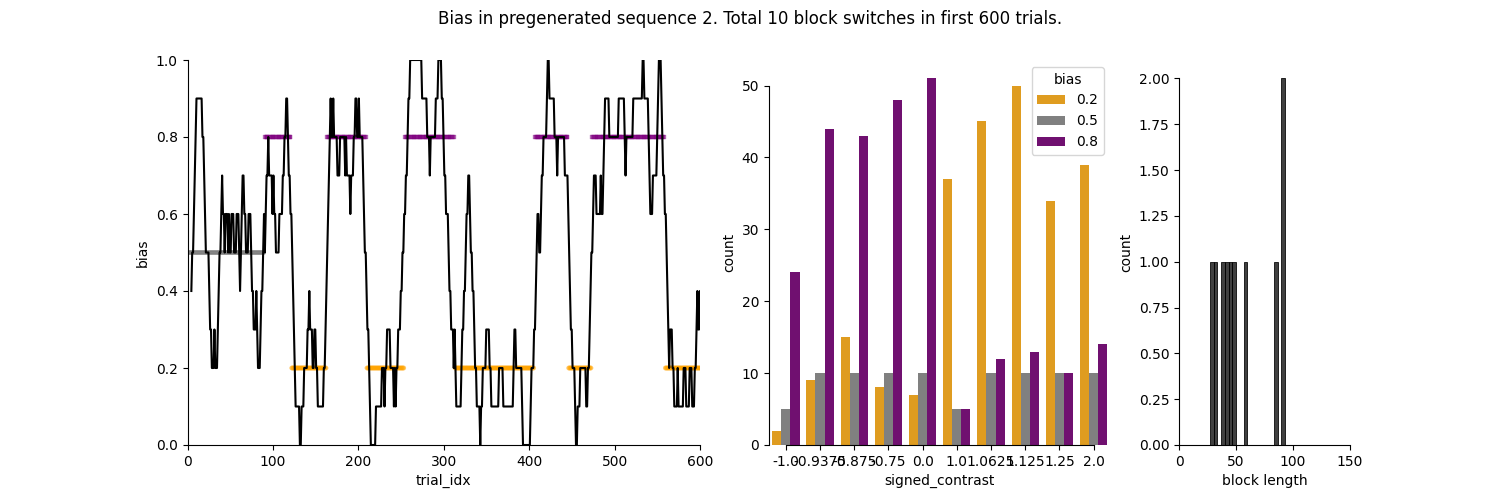 Bias in pregenerated sequence 2. Total 10 block switches in first 600 trials.
bias
1.0
0.8
0.6
0.4
0.2
0.0
0 100 200 300 400 500 600
trial_idx
count
50
40
30
20
10
0
bias
0.2
0.5
0.8
-1.0 -0.9375 -0.875 -0.75 0.0 1.0 1.0625 1.125 1.25 2.0
signed_contrast
count
2.00
1.75
1.50
1.25
1.00
0.75
0.50
0.25
0.00
0 50 100 150
block length